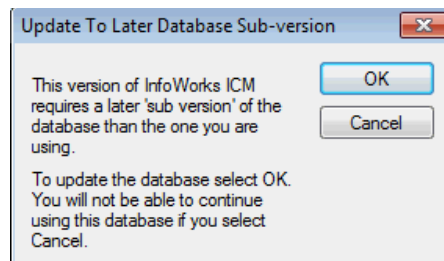 Update To Later Database Sub-version
This version of InfoWorks ICM
requires a later 'sub version' of the
database than the one you are
using.
To update the database select OK.
You will not be able to continue
using this database if you select
Cancel.
OK
Cancel